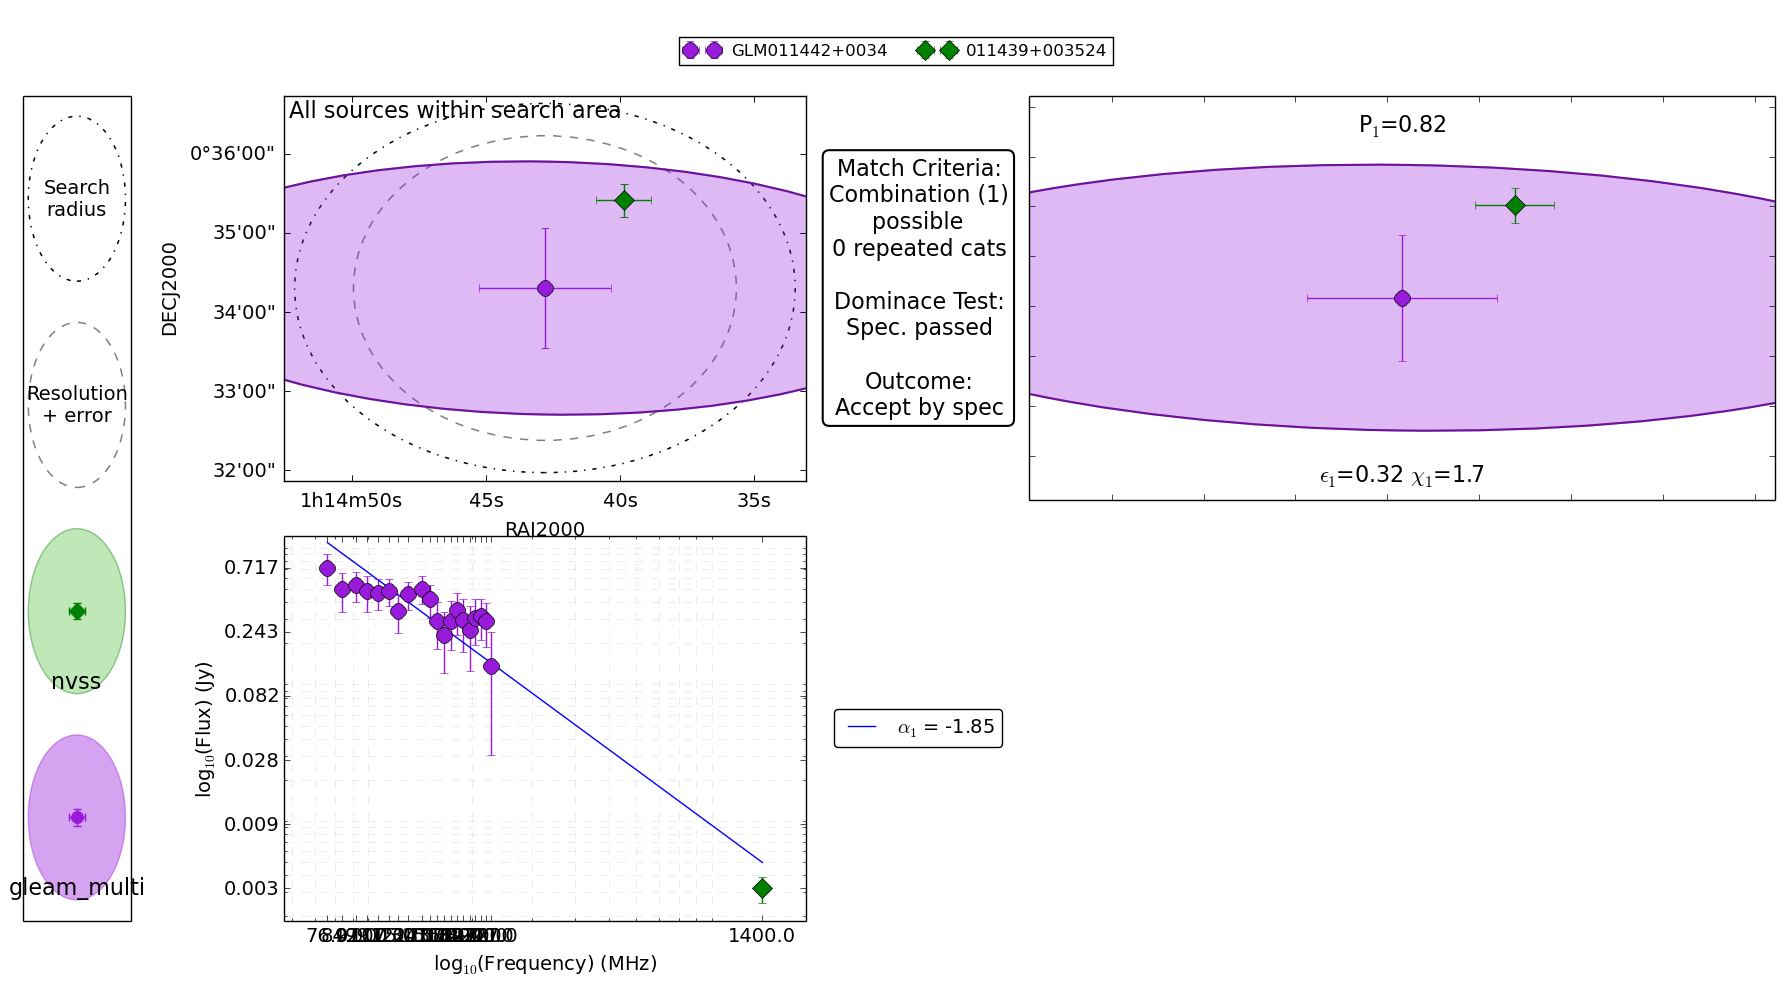 GLM011442+0034
011439+003524
Search
radius
Resolution
+ error
nvss
gleam_multi
All sources within search area
0°36'00"
35'00"
34'00"
33'00"
32'00"
DECJ2000
1h14m50s
45s
40s
35s
RAJ2000
Match Criteria:
Combination (1)
possible
0 repeated cats
Dominace Test:
Spec. passed
Outcome:
Accept by spec
P₁=0.82
ϵ₁=0.32 χ₁=1.7
0.717
0.243
0.082
0.028
0.009
0.003
log₁₀(Flux) (Jy)
1400.0
log₁₀(Frequency) (MHz)
α₁ = -1.85